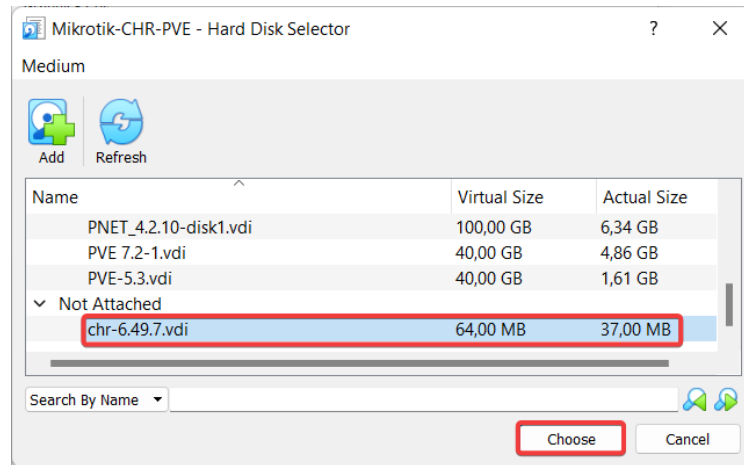 Mikrotik-CHR-PVE - Hard Disk Selector ? ×
Medium
Add Refresh
Name Virtual Size Actual Size
PNET_4.2.10-disk1.vdi 100,00 GB 6,34 GB
PVE 7.2-1.vdi 40,00 GB 4,86 GB
PVE-5.3.vdi 40,00 GB 1,61 GB
Not Attached
chr-6.49.7.vdi 64,00 MB 37,00 MB
Search By Name
Choose Cancel